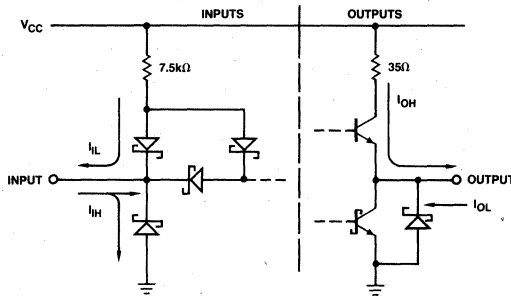 INPUTS
OUTPUTS
VCC
7.5kΩ
35Ω
IOH
IIL
INPUT
OUTPUT
IIH
IOL